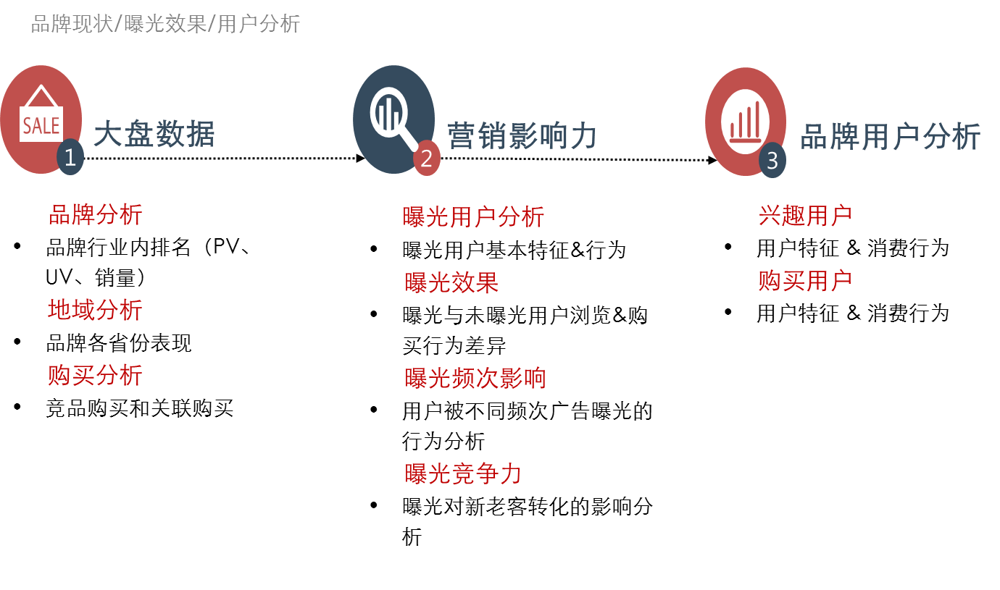 品牌现状/曝光效果/用户分析
SALE
1
大盘数据
品牌分析
• 品牌行业内排名（PV、
UV、销量）
地域分析
• 品牌各省份表现
购买分析
• 竞品购买和关联购买
2
营销影响力
曝光用户分析
• 曝光用户基本特征&行为
曝光效果
• 曝光与未曝光用户浏览&购
买行为差异
曝光频次影响
• 用户被不同频次广告曝光的
行为分析
曝光竞争力
• 曝光对新老客转化的影响分
析
3
品牌用户分析
兴趣用户
• 用户特征 & 消费行为
购买用户
• 用户特征 & 消费行为